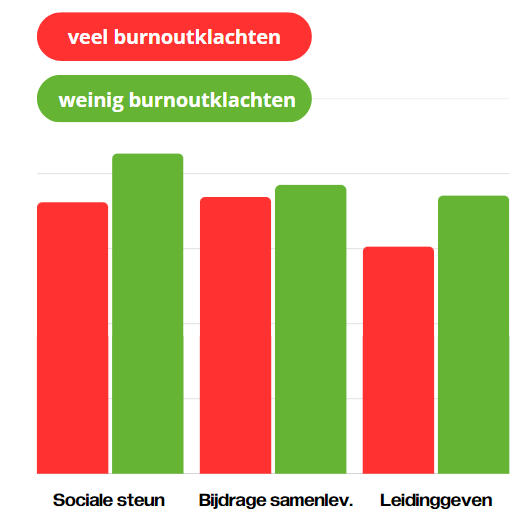 veel burnoutklachten
weinig burnoutklachten
Sociale steun
Bijdrage samenlev.
Leidinggeven